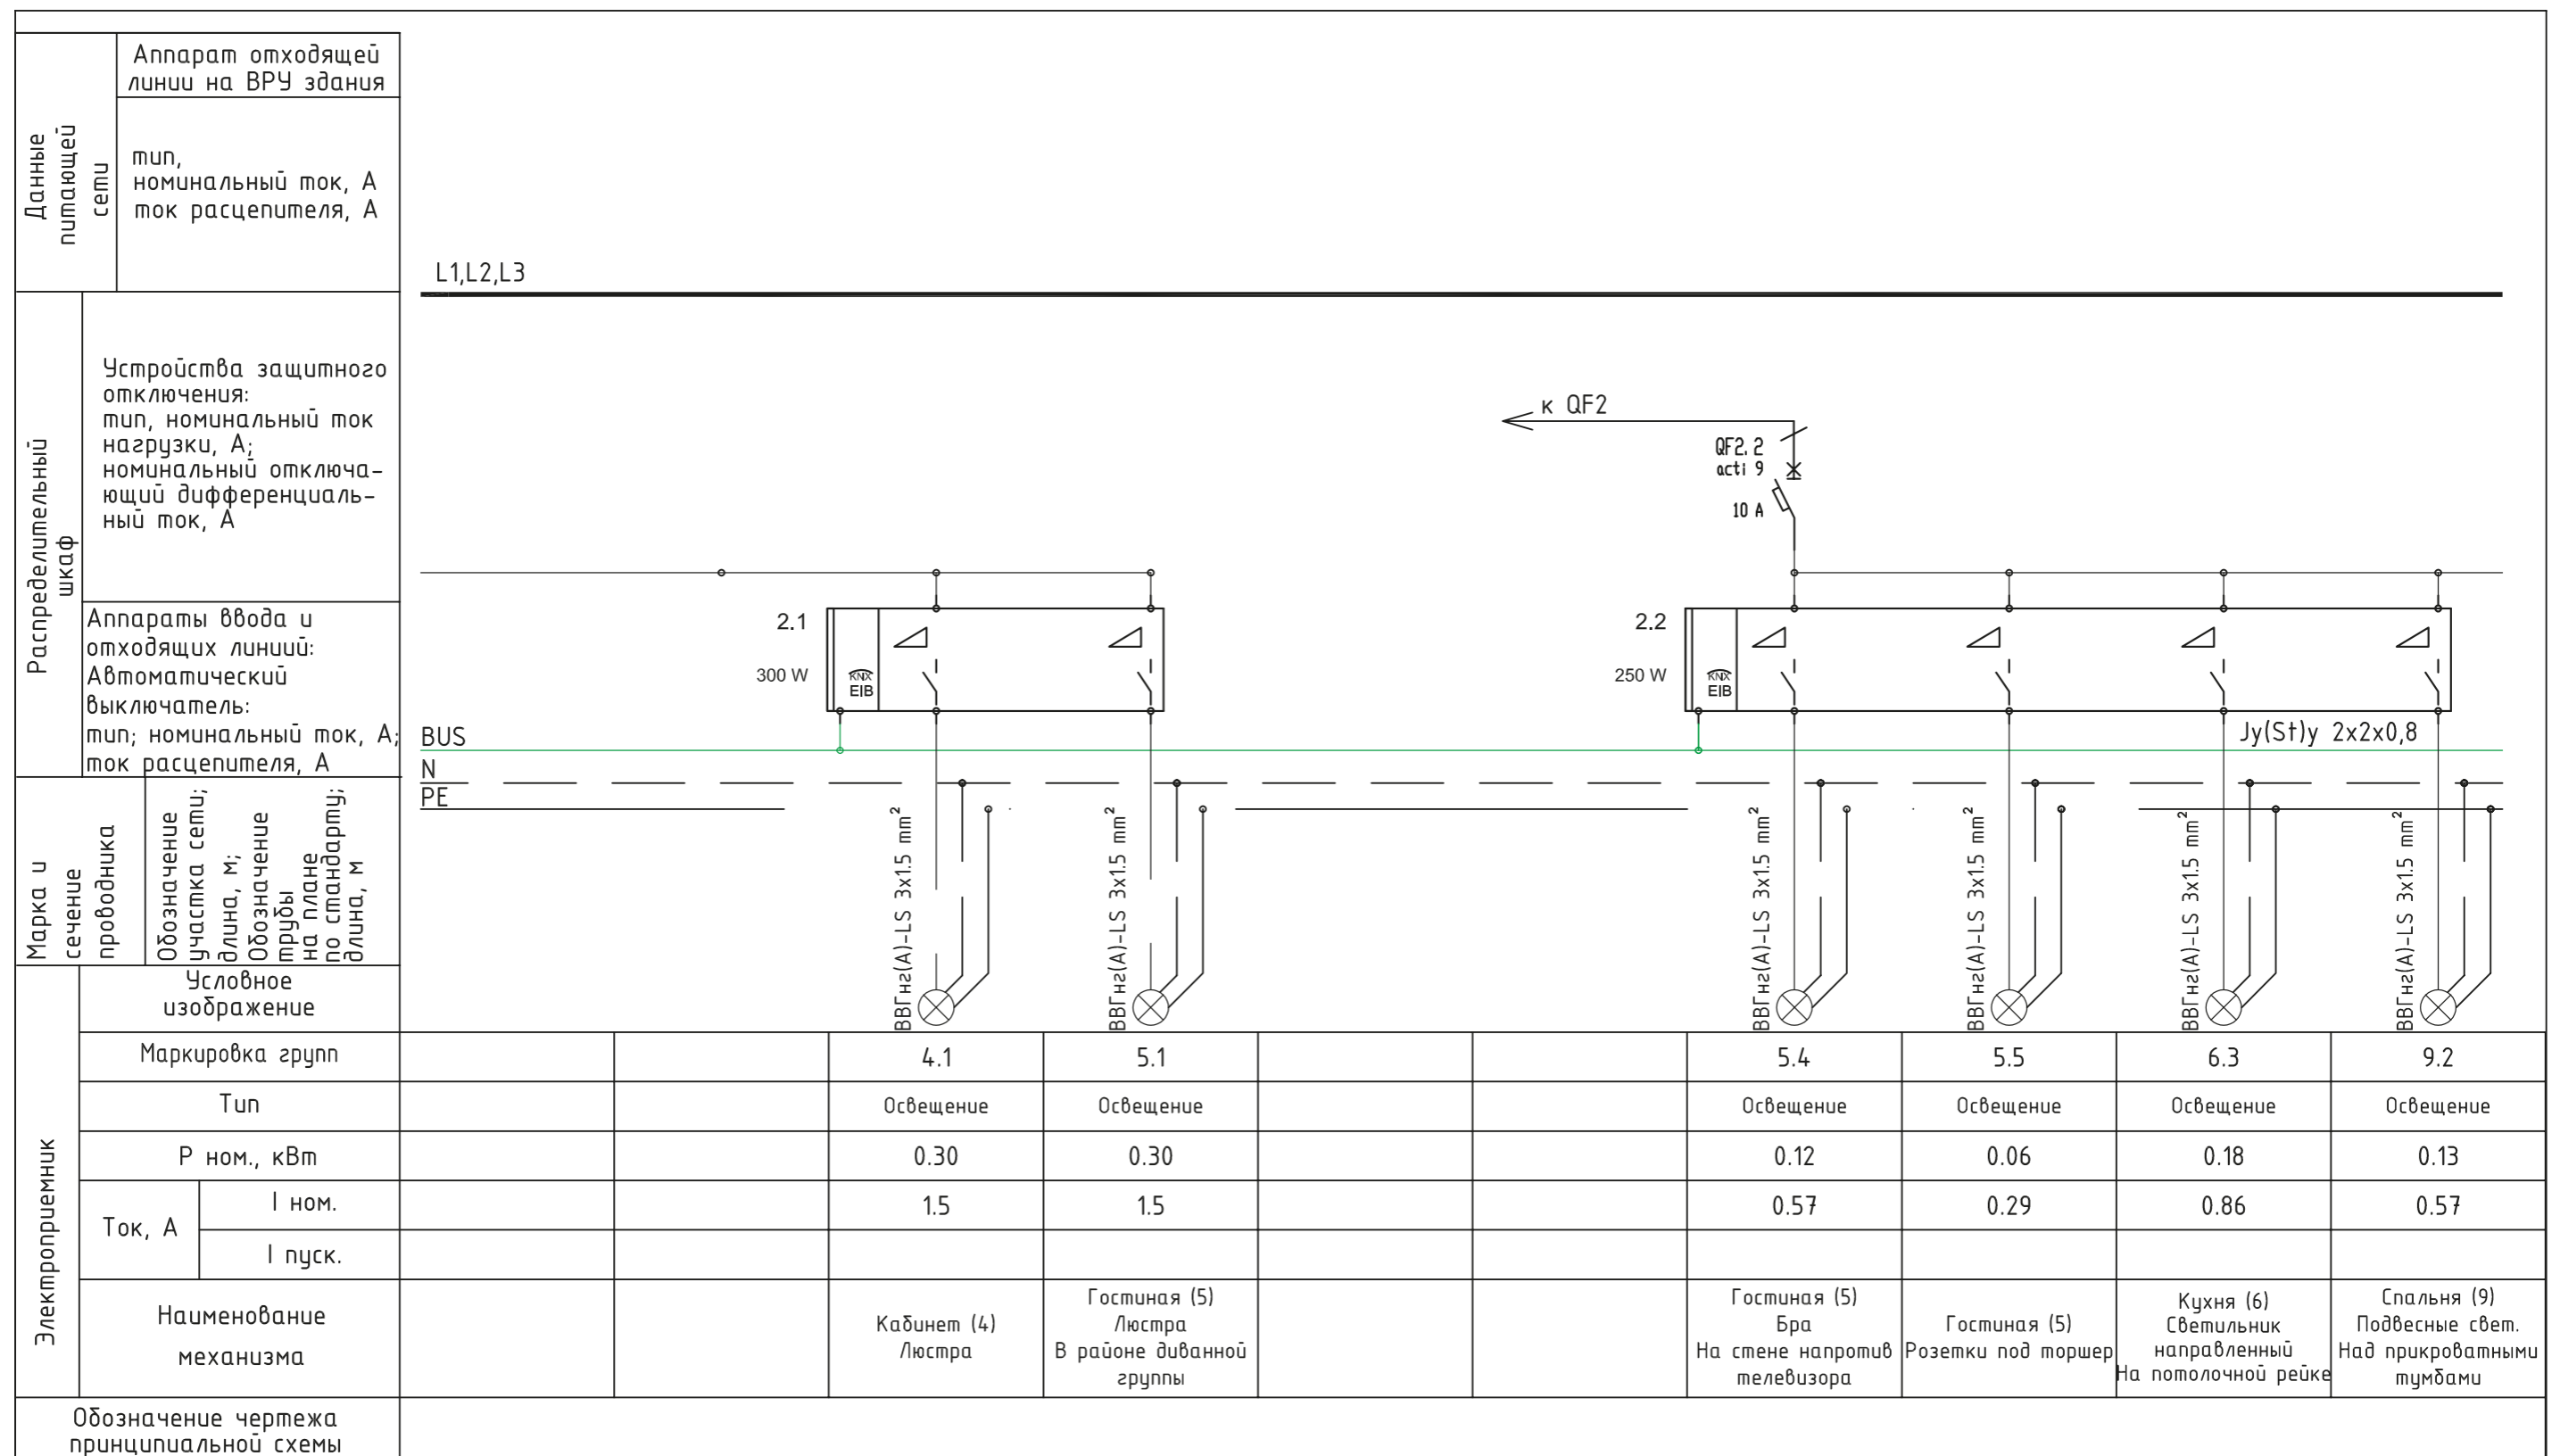 Данные
питающей
сети
Аппарат отходящей
линии на ВРУ здания
тип,
номинальный ток, А
ток расцепителя, А
L1,L2,L3
Распределительный
шкаф
Устройства защитного
отключения:
тип, номинальный ток
нагрузки, А;
номинальный отключа-
ющий дифференциаль-
ный ток, А
к QF2
QF2.2
acti 9
10 A
Аппараты ввода и
отходящих линиий:
Автоматический
выключатель:
тип; номинальный ток, А;
ток расцепителя, А
2.1
300 W
KNX
EIB
2.2
250 W
KNX
EIB
BUS
Jy(St)y 2x2x0,8
N
PE
Марка и
сечение
проводника
Обозначение
участка сети;
длина, м;
Обозначение
трубы
на плане
по стандарту;
длина, м
ВВГнг(А)-LS 3x1.5 mm²
ВВГнг(А)-LS 3x1.5 mm²
ВВГнг(А)-LS 3x1.5 mm²
ВВГнг(А)-LS 3x1.5 mm²
ВВГнг(А)-LS 3x1.5 mm²
ВВГнг(А)-LS 3x1.5 mm²
Электроприемник
Условное
изображение
Маркировка групп
4.1
5.1
5.4
5.5
6.3
9.2
Тип
Освещение
Освещение
Освещение
Освещение
Освещение
Освещение
Р ном., кВт
0.30
0.30
0.12
0.06
0.18
0.13
Ток, А
I ном.
1.5
1.5
0.57
0.29
0.86
0.57
I пуск.
Наименование
механизма
Кабинет (4)
Люстра
Гостиная (5)
Люстра
В районе диванной
группы
Гостиная (5)
Бра
На стене напротив
телевизора
Гостиная (5)
Розетки под торшер
Кухня (6)
Светильник
направленный
На потолочной рейке
Спальня (9)
Подвесные свет.
Над прикроватными
тумбами
Обозначение чертежа
принципиальной схемы